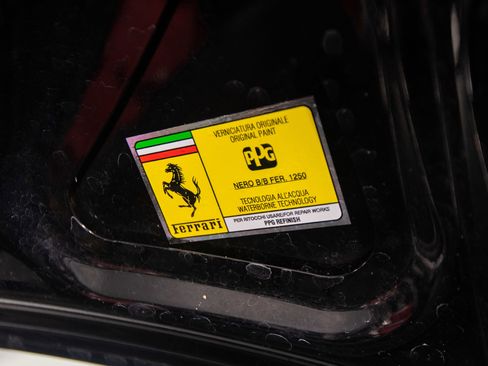 VERNICIATURA ORIGINALE
ORIGINAL PAINT
PPG
NERO B/B FER. 1250
TECNOLOGIA ALL'ACQUA
WATERBORNE TECHNOLOGY
Ferrari
PER RITOCCHI USARE/FOR REPAIR WORKS
PPG REFINISH